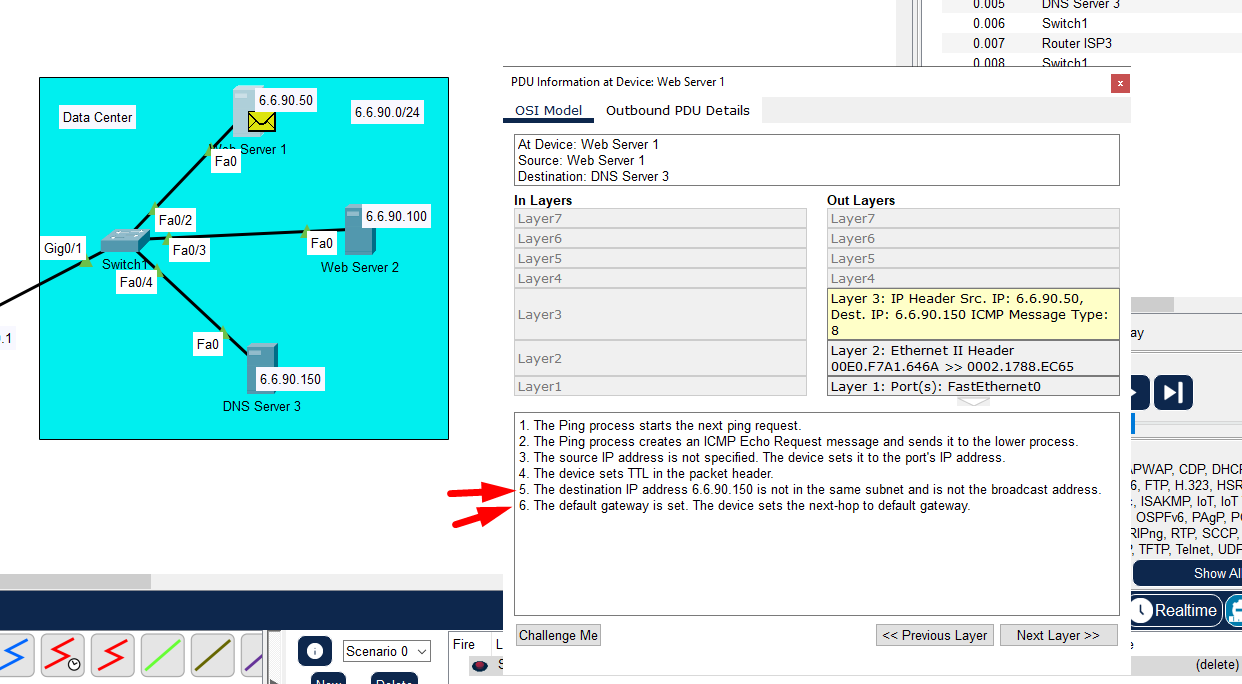 0.005 DNS Server 3
0.006 Switch1
0.007 Router ISP3
0.008 Switch1
PDU Information at Device: Web Server 1
x
OSI Model Outbound PDU Details
At Device: Web Server 1
Source: Web Server 1
Destination: DNS Server 3
In Layers Out Layers
Layer7 Layer7
Layer6 Layer6
Layer5 Layer5
Layer4 Layer4
Layer3
Layer 3: IP Header Src. IP: 6.6.90.50,
Dest. IP: 6.6.90.150 ICMP Message Type:
8
Layer2
Layer 2: Ethernet II Header
00E0.F7A1.646A >> 0002.1788.EC65
Layer1 Layer 1: Port(s): FastEthernet0
1. The Ping process starts the next ping request.
2. The Ping process creates an ICMP Echo Request message and sends it to the lower process.
3. The source IP address is not specified. The device sets it to the port's IP address.
4. The device sets TTL in the packet header.
5. The destination IP address 6.6.90.150 is not in the same subnet and is not the broadcast address.
6. The default gateway is set. The device sets the next-hop to default gateway.
Challenge Me << Previous Layer Next Layer >>
Data Center
6.6.90.50
6.6.90.0/24
Web Server 1
Fa0
Fa0/2
6.6.90.100
Gig0/1
Fa0/3
Fa0
Switch1
Web Server 2
Fa0/4
.1
Fa0
6.6.90.150
DNS Server 3
ay
PWAP, CDP, DHCP
6, FTP, H.323, HSR
, ISAKMP, IoT, IoT
OSPFv6, PAgP, P
RIPng, RTP, SCCP,
, TFTP, Telnet, UDP
Show Al
Realtime
Scenario 0
Fire
New
Delete
(delete)